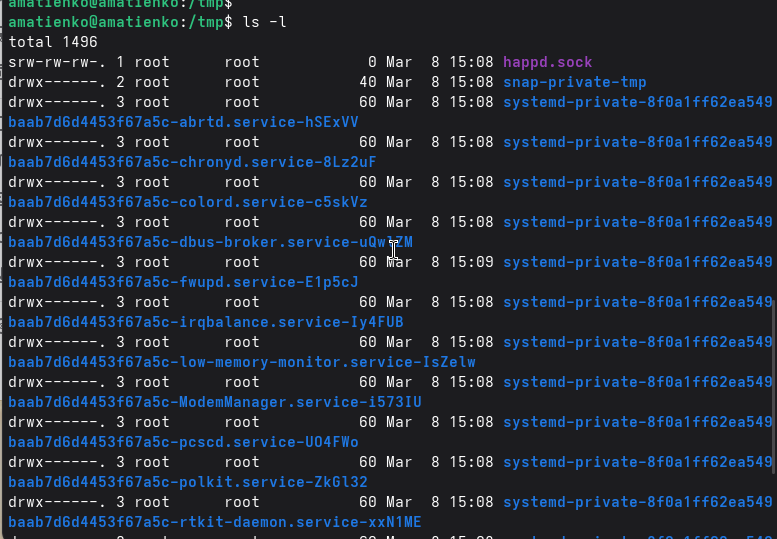 amatienko@amatienko:/tmp$
amatienko@amatienko:/tmp$ ls -l
total 1496
srw-rw-rw-. 1 root      root            0 Mar  8 15:08 happd.sock
drwx------. 2 root      root           40 Mar  8 15:08 snap-private-tmp
drwx------. 3 root      root           60 Mar  8 15:08 systemd-private-8f0a1ff62ea549
baab7d6d4453f67a5c-abrtd.service-hSExVV
drwx------. 3 root      root           60 Mar  8 15:08 systemd-private-8f0a1ff62ea549
baab7d6d4453f67a5c-chronyd.service-8Lz2uF
drwx------. 3 root      root           60 Mar  8 15:08 systemd-private-8f0a1ff62ea549
baab7d6d4453f67a5c-colord.service-c5skVz
drwx------. 3 root      root           60 Mar  8 15:08 systemd-private-8f0a1ff62ea549
drwx------. 3 root      root           60 Mar  8 15:09 systemd-private-8f0a1ff62ea549
baab7d6d4453f67a5c-fwupd.service-E1p5cJ
drwx------. 3 root      root           60 Mar  8 15:08 systemd-private-8f0a1ff62ea549
baab7d6d4453f67a5c-irqbalance.service-Iy4FUB
drwx------. 3 root      root           60 Mar  8 15:08 systemd-private-8f0a1ff62ea549
baab7d6d4453f67a5c-low-memory-monitor.service-IsZelw
drwx------. 3 root      root           60 Mar  8 15:08 systemd-private-8f0a1ff62ea549
baab7d6d4453f67a5c-ModemManager.service-i573IU
drwx------. 3 root      root           60 Mar  8 15:08 systemd-private-8f0a1ff62ea549
baab7d6d4453f67a5c-pcscd.service-UO4FWo
drwx------. 3 root      root           60 Mar  8 15:08 systemd-private-8f0a1ff62ea549
baab7d6d4453f67a5c-polkit.service-ZkGl32
drwx------. 3 root      root           60 Mar  8 15:08 systemd-private-8f0a1ff62ea549
baab7d6d4453f67a5c-rtkit-daemon.service-xxN1ME